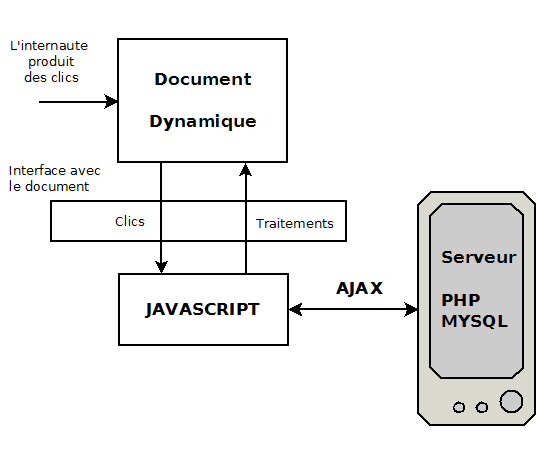 L'internaute
produit
des clics
Document
Dynamique
Interface avec
le document
Clics
Traitements
JAVASCRIPT
AJAX
Serveur
PHP
MYSQL